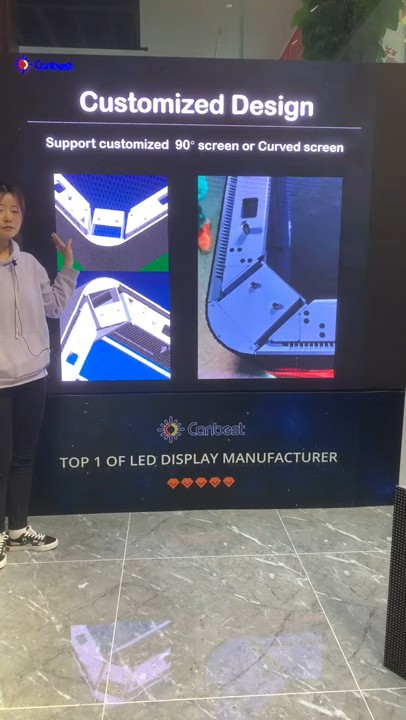 Canbest
Customized Design
Support customized 90° screen or Curved screen
Canbest
TOP 1 OF LED DISPLAY MANUFACTURER